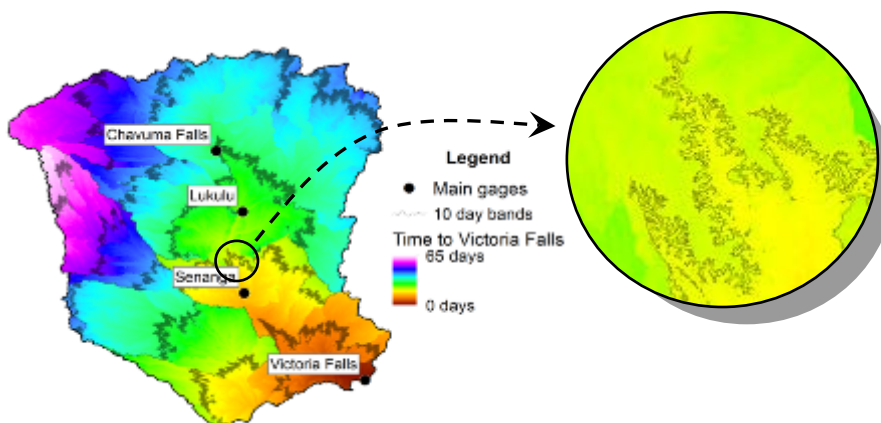 Chavuma Falls
Lukulu
Senanga
Victoria Falls
Legend
Main gages
10 day bands
Time to Victoria Falls
65 days
0 days